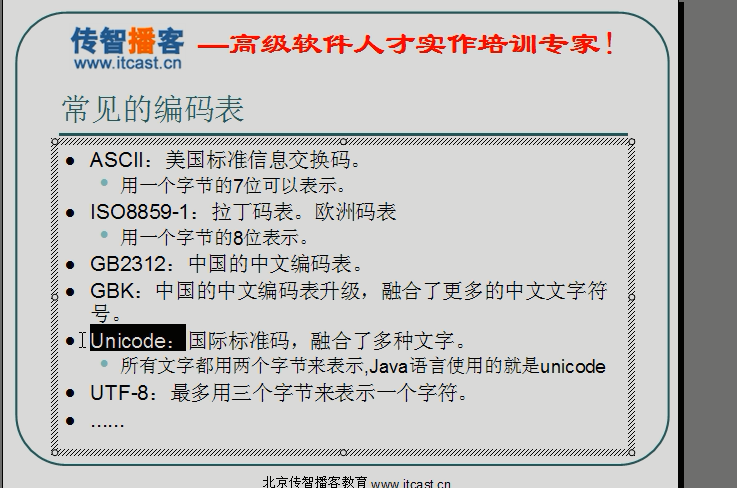 传智播客 —高级软件人才实作培训专家!
www.itcast.cn
常见的编码表
● ASCII：美国标准信息交换码。
● 用一个字节的7位可以表示。
● ISO8859-1：拉丁码表。欧洲码表
● 用一个字节的8位表示。
● GB2312：中国的中文编码表。
● GBK：中国的中文编码表升级，融合了更多的中文文字符
号。
● Unicode：国际标准码，融合了多种文字。
● 所有文字都用两个字节来表示,Java语言使用的就是unicode
● UTF-8：最多用三个字节来表示一个字符。
● ......
北京传智播客教育 www.itcast.cn